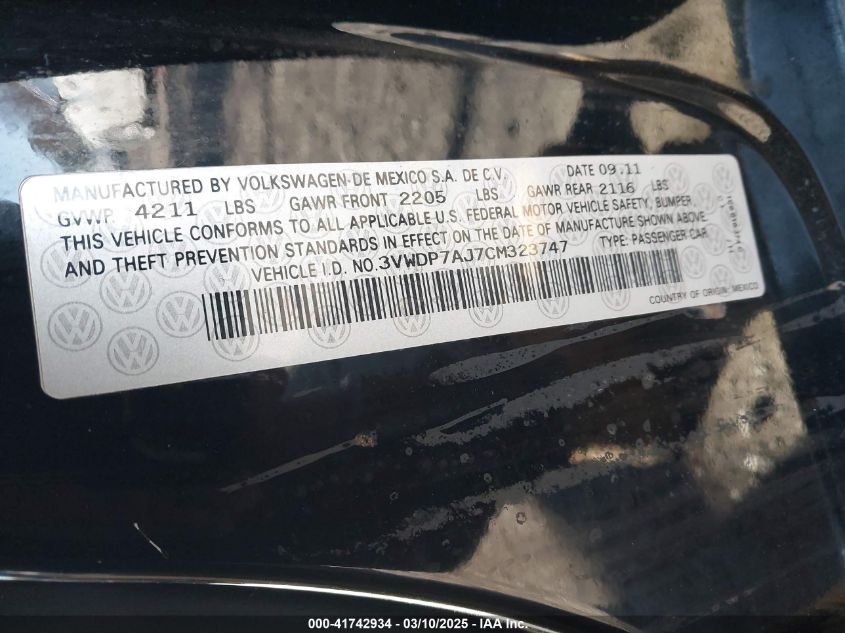 MANUFACTURED BY VOLKSWAGEN DE MEXICO S.A. DE C.V. DATE 09.11
GVWR 4211 LBS GAWR FRONT 2205 LBS GAWR REAR 2116 LBS
THIS VEHICLE CONFORMS TO ALL APPLICABLE U.S. FEDERAL MOTOR VEHICLE SAFETY, BUMPER,
AND THEFT PREVENTION STANDARDS IN EFFECT ON THE DATE OF MANUFACTURE SHOWN ABOVE.
VEHICLE I.D. NO.3VWDP7AJ7CM323747 TYPE: PASSENGER CAR
COUNTRY OF ORIGIN: MEXICO
000-41742934 - 03/10/2025 - COPYRIGHT IAA, LLC.